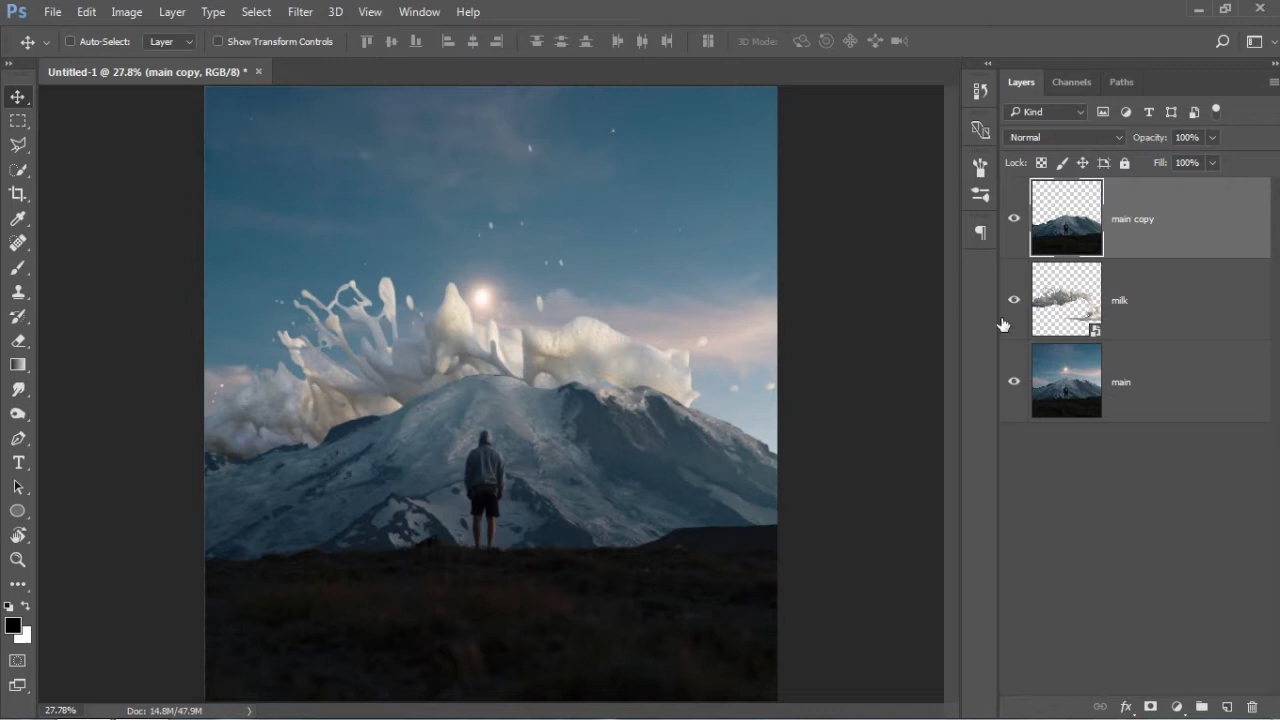 Ps File Edit Image Layer Type Select Filter 3D View Window Help
Auto-Select: Layer Show Transform Controls 3D Mode:
Untitled-1 @ 27.8% (main copy, RGB/8) * ×
Layers Channels Paths
Kind
Normal Opacity: 100%
Lock: Fill: 100%
main copy
milk
main
27.78% Doc: 14.8M/47.9M